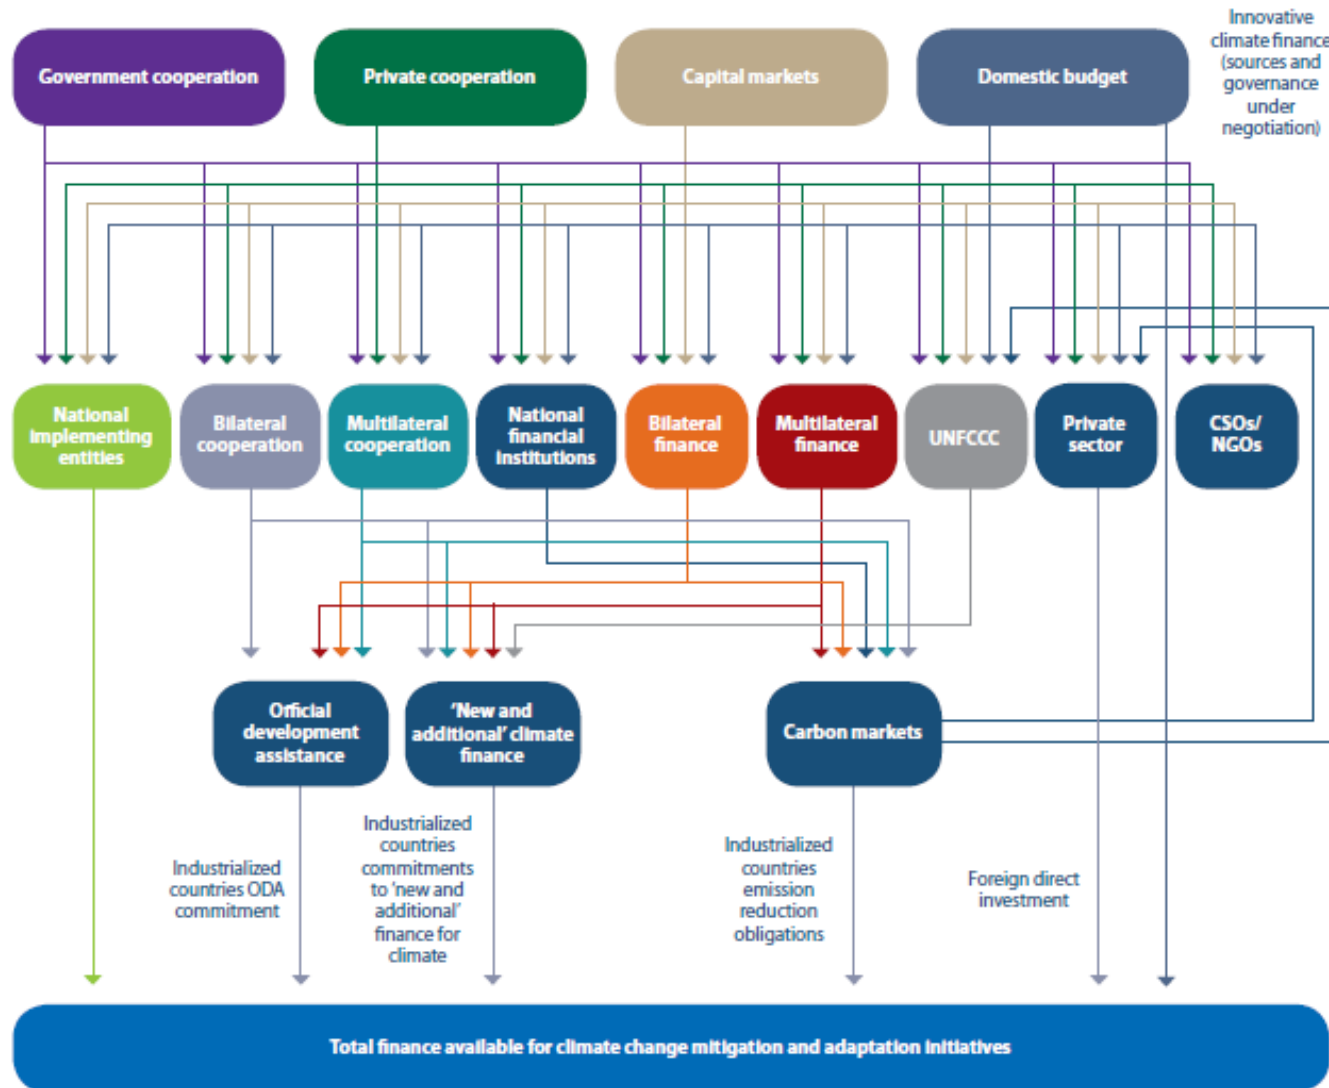 Government cooperation
Private cooperation
Capital markets
Domestic budget
Innovative
climate finance
(sources and
governance
under
negotiation)
National
implementing
entities
Bilateral
cooperation
Multilateral
cooperation
National
financial
institutions
Bilateral
finance
Multilateral
finance
UNFCCC
Private
sector
CSOs/
NGOs
Official
development
assistance
‘New and
additional’ climate
finance
Carbon markets
Industrialized
countries ODA
commitment
Industrialized
countries
commitments
to ‘new and
additional’
finance for
climate
Industrialized
countries
emission
reduction
obligations
Foreign direct
investment
Total finance available for climate change mitigation and adaptation initiatives